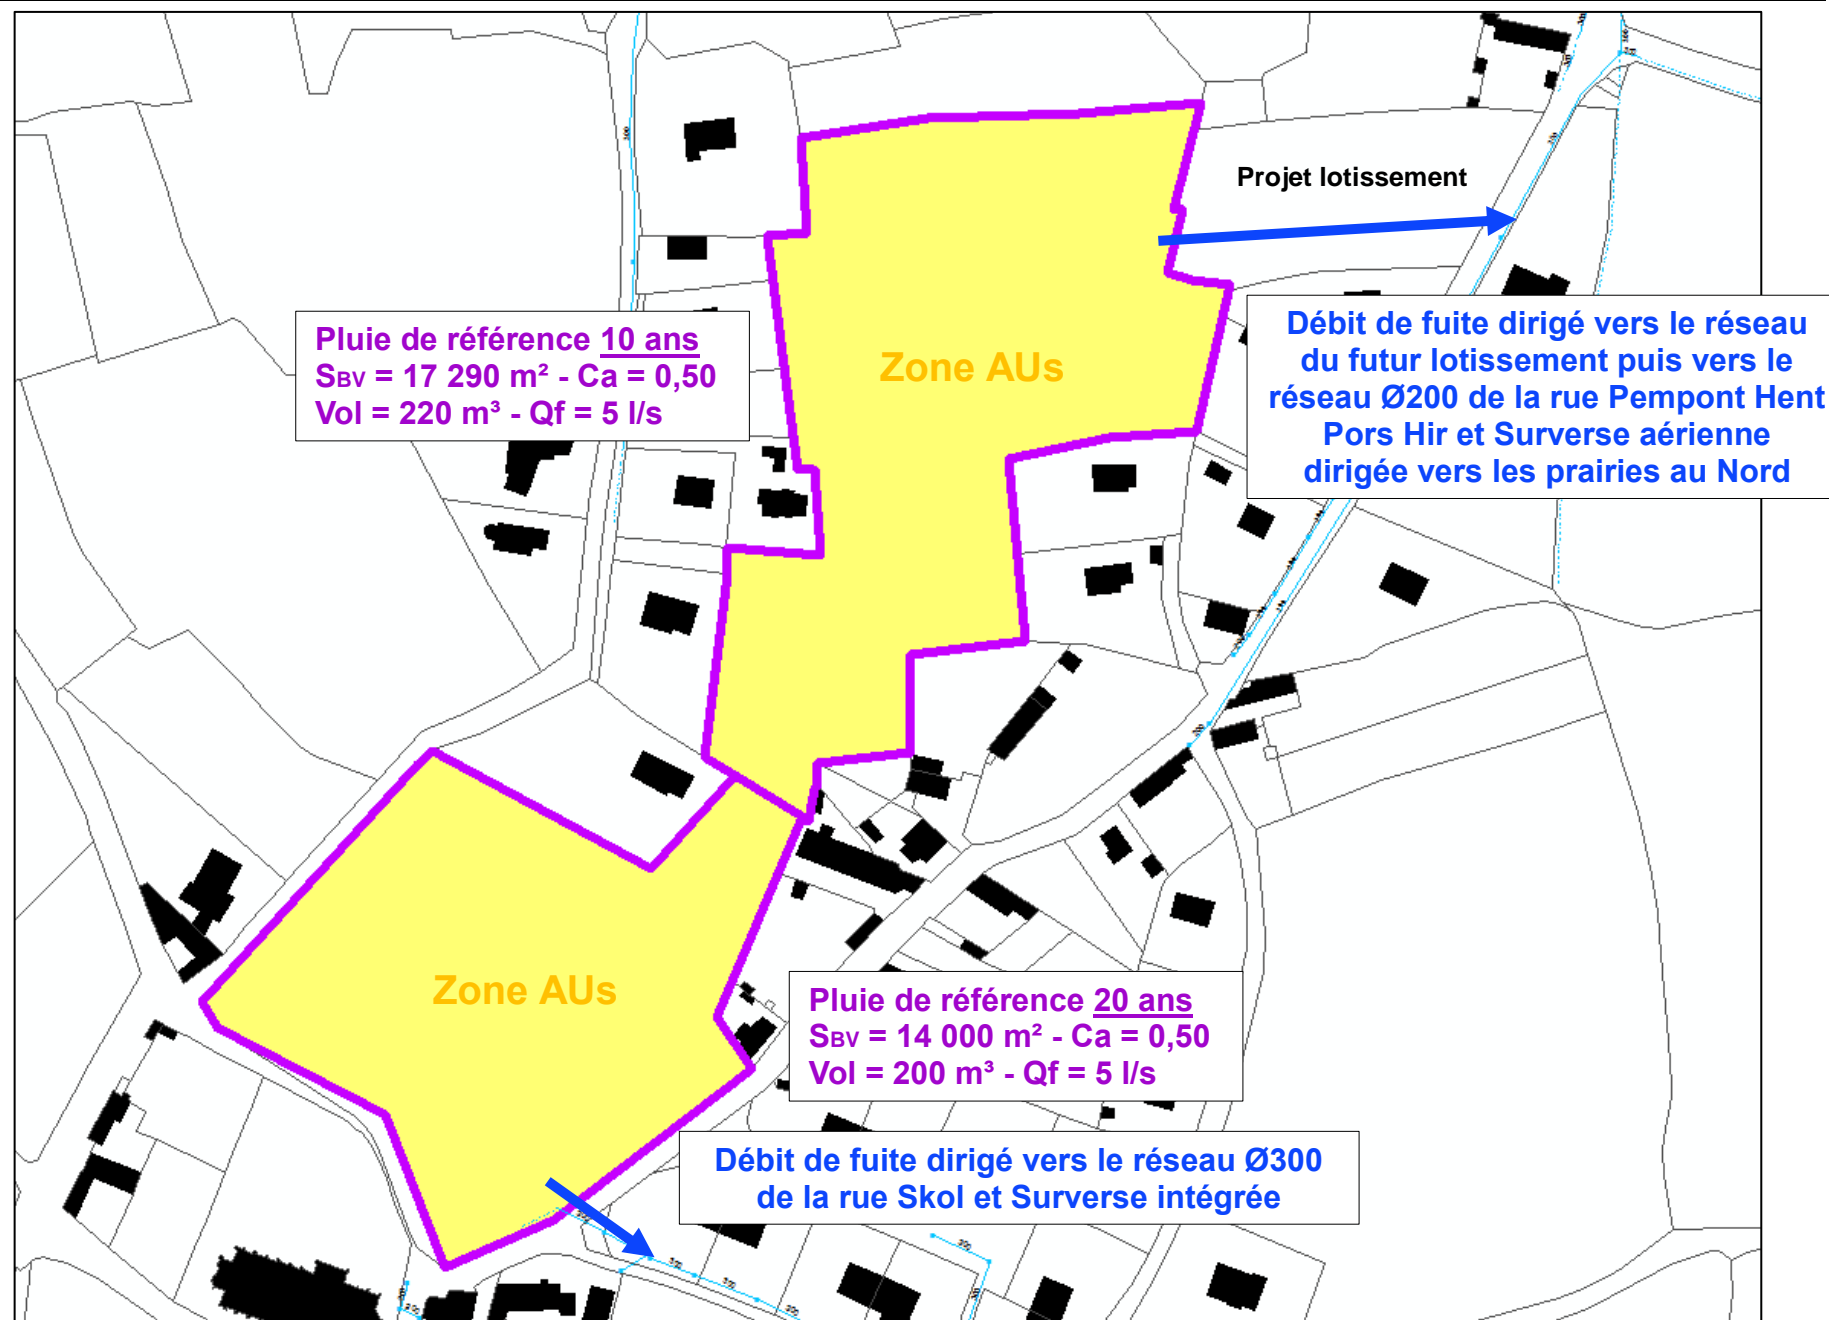 Projet lotissement
Pluie de référence 10 ans
SBV = 17 290 m² - Ca = 0,50
Vol = 220 m³ - Qf = 5 l/s
Zone AUs
Débit de fuite dirigé vers le réseau
du futur lotissement puis vers le
réseau Ø200 de la rue Pempont Hent
Pors Hir et Surverse aérienne
dirigée vers les prairies au Nord
Zone AUs
Pluie de référence 20 ans
SBV = 14 000 m² - Ca = 0,50
Vol = 200 m³ - Qf = 5 l/s
Débit de fuite dirigé vers le réseau Ø300
de la rue Skol et Surverse intégrée